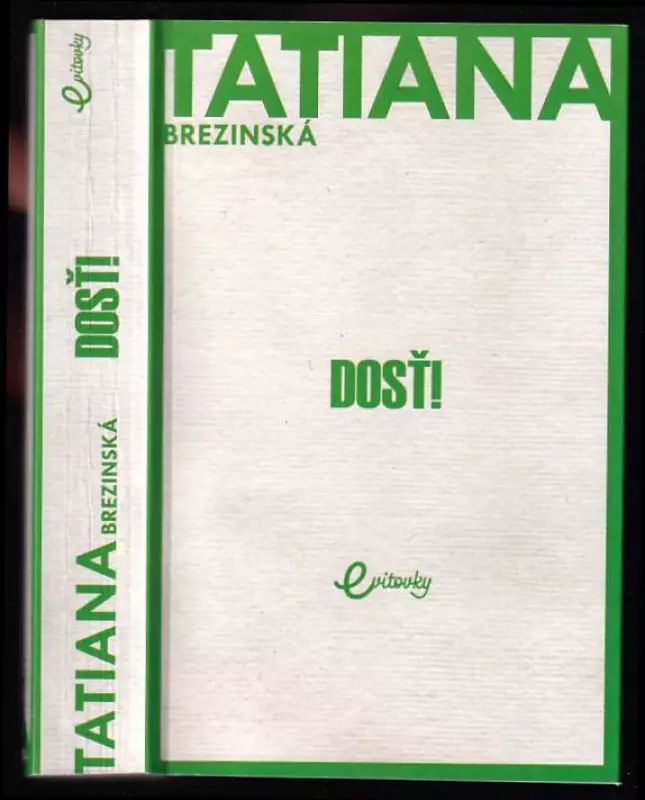 TATIANA
BREZINSKÁ
DOSŤ!
evitovky
TATIANA BREZINSKÁ DOSŤ! evitovky